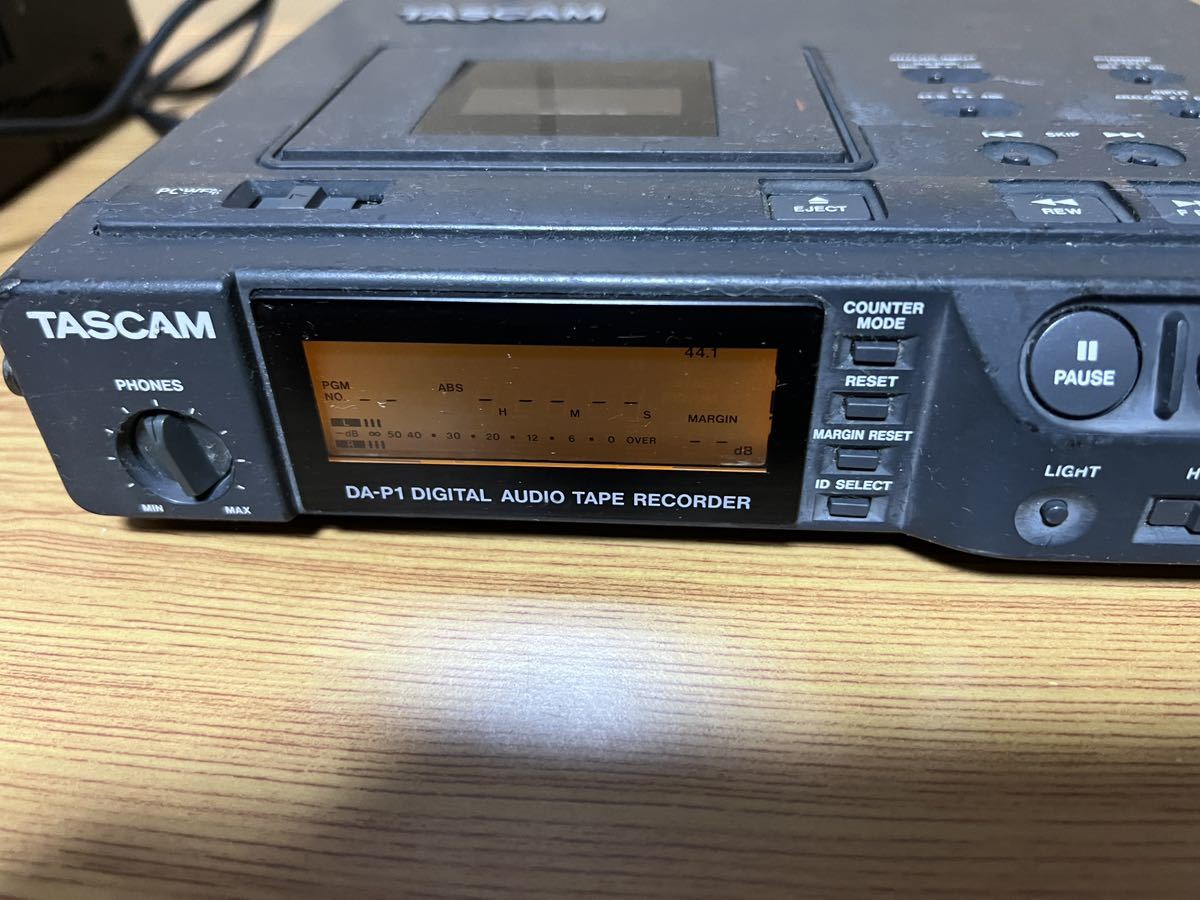 TASCAM
SKIP
POWER
EJECT
REW
F
TASCAM
PHONES
MIN MAX
44.1
PGM NO. ABS
H M S
MARGIN
L
-dB ∞ 50 40 • 30 • 20 • 12 • 6 • 0 OVER
R
dB
DA-P1 DIGITAL AUDIO TAPE RECORDER
COUNTER
MODE
RESET
MARGIN RESET
ID SELECT
PAUSE
LIGHT
H